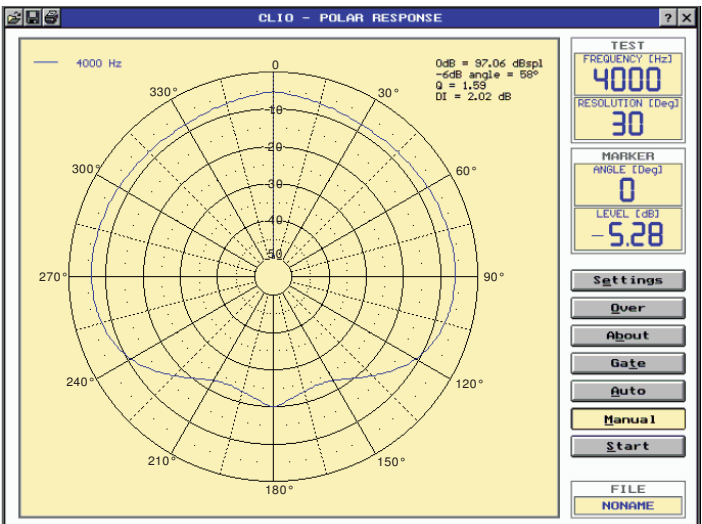 CLIO - POLAR RESPONSE
? X
4000 Hz
0dB = 97.06 dBspl
-6dB angle = 58°
Q = 1.59
DI = 2.02 dB
0
330°
30°
-10
-20
300°
60°
-30
-40
-50
270°
90°
240°
120°
210°
150°
180°
TEST
FREQUENCY [Hz]
4000
RESOLUTION [Deg]
30
MARKER
ANGLE [Deg]
0
LEVEL [dB]
-5.28
Settings
Over
About
Gate
Auto
Manual
Start
FILE
NONAME